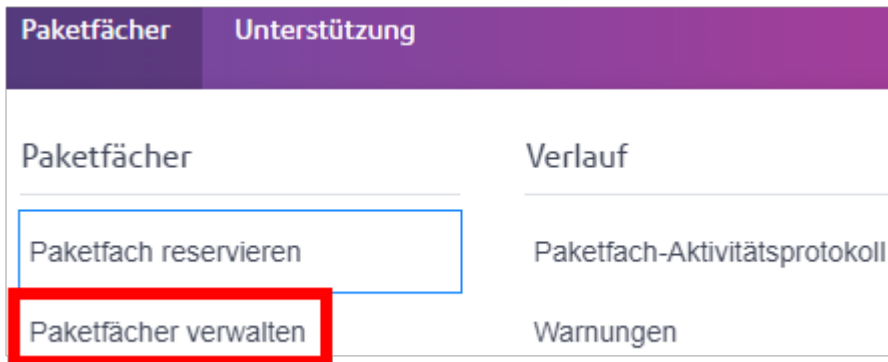 Paketfächer Unterstützung
Paketfächer Verlauf
Paketfach reservieren Paketfach-Aktivitätsprotokoll
Paketfächer verwalten Warnungen